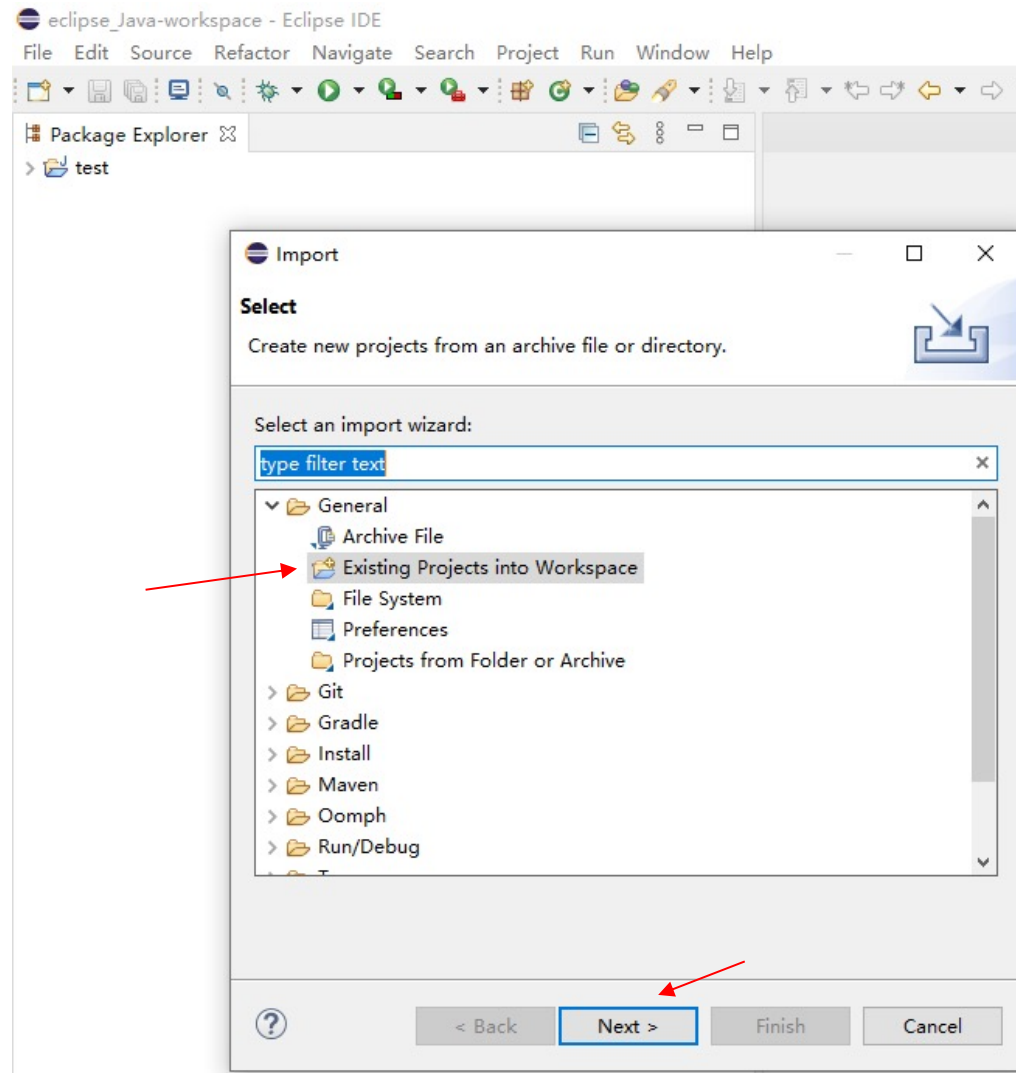 eclipse_Java-workspace - Eclipse IDE
File Edit Source Refactor Navigate Search Project Run Window Help
Package Explorer
test
Import
Select
Create new projects from an archive file or directory.
Select an import wizard:
type filter text
General
Archive File
Existing Projects into Workspace
File System
Preferences
Projects from Folder or Archive
Git
Gradle
Install
Maven
Oomph
Run/Debug
< Back Next > Finish Cancel